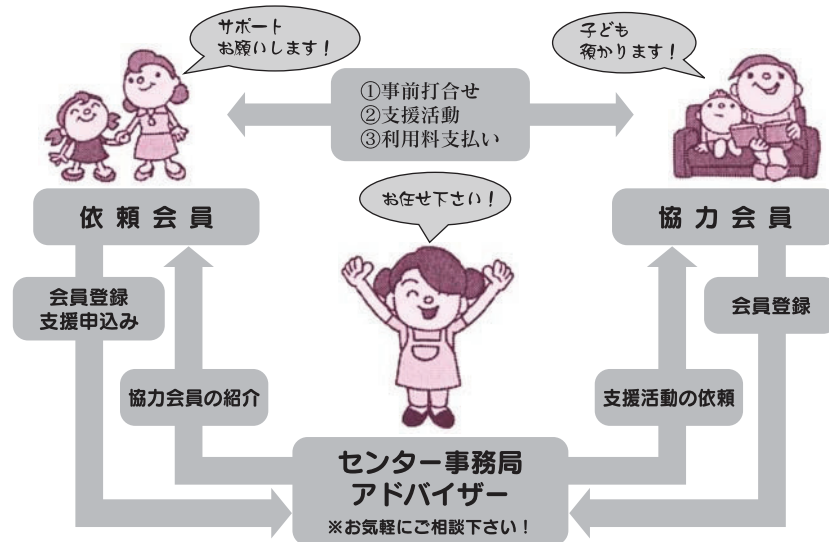 サポート
お願いします!
子ども
預かります!
①事前打合せ
②支援活動
③利用料支払い
お任せ下さい!
依頼会員
協力会員
会員登録
支援申込み
会員登録
協力会員の紹介
支援活動の依頼
センター事務局
アドバイザー
※お気軽にご相談下さい!